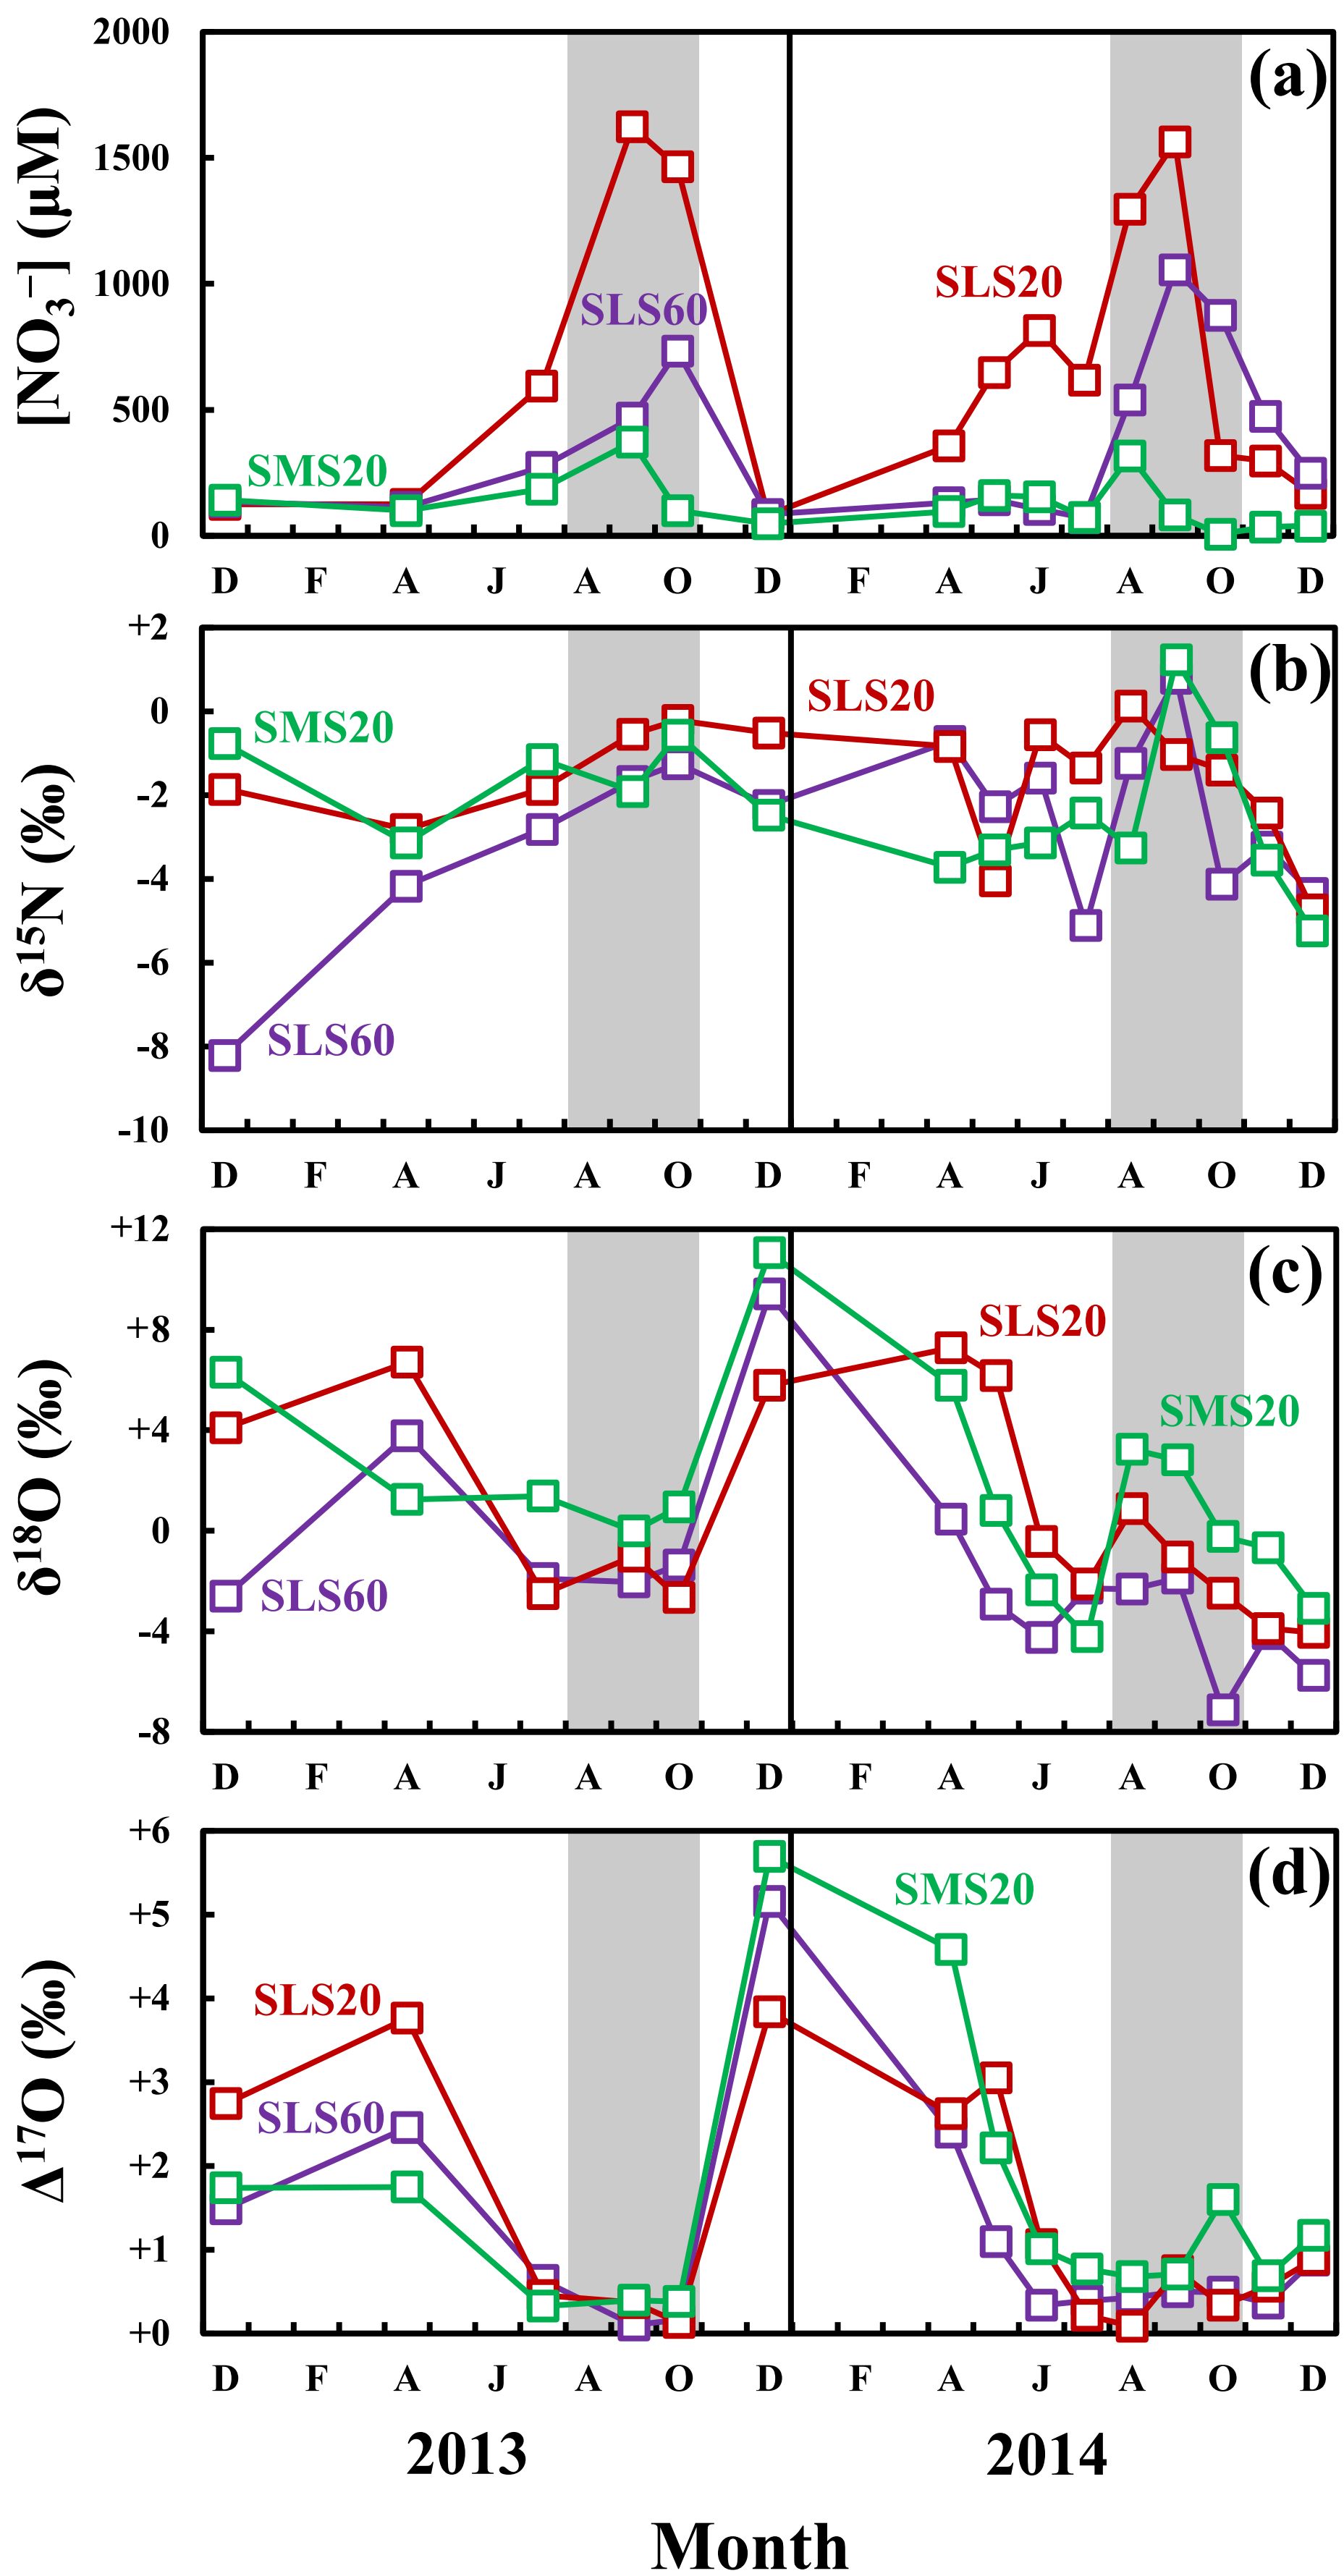 (a)
[NO₃⁻] (μM)
2000
1500
1000
500
0
SMS20
SLS60
SLS20
D F A J A O D F A J A O D
(b)
δ¹⁵N (‰)
+2
0
-2
-4
-6
-8
-10
SMS20
SLS60
SLS20
D F A J A O D F A J A O D
(c)
δ¹⁸O (‰)
+12
+8
+4
0
-4
-8
SLS60
SLS20
SMS20
D F A J A O D F A J A O D
(d)
Δ¹⁷O (‰)
+6
+5
+4
+3
+2
+1
+0
SLS20
SLS60
SMS20
D F A J A O D F A J A O D
2013 2014
Month